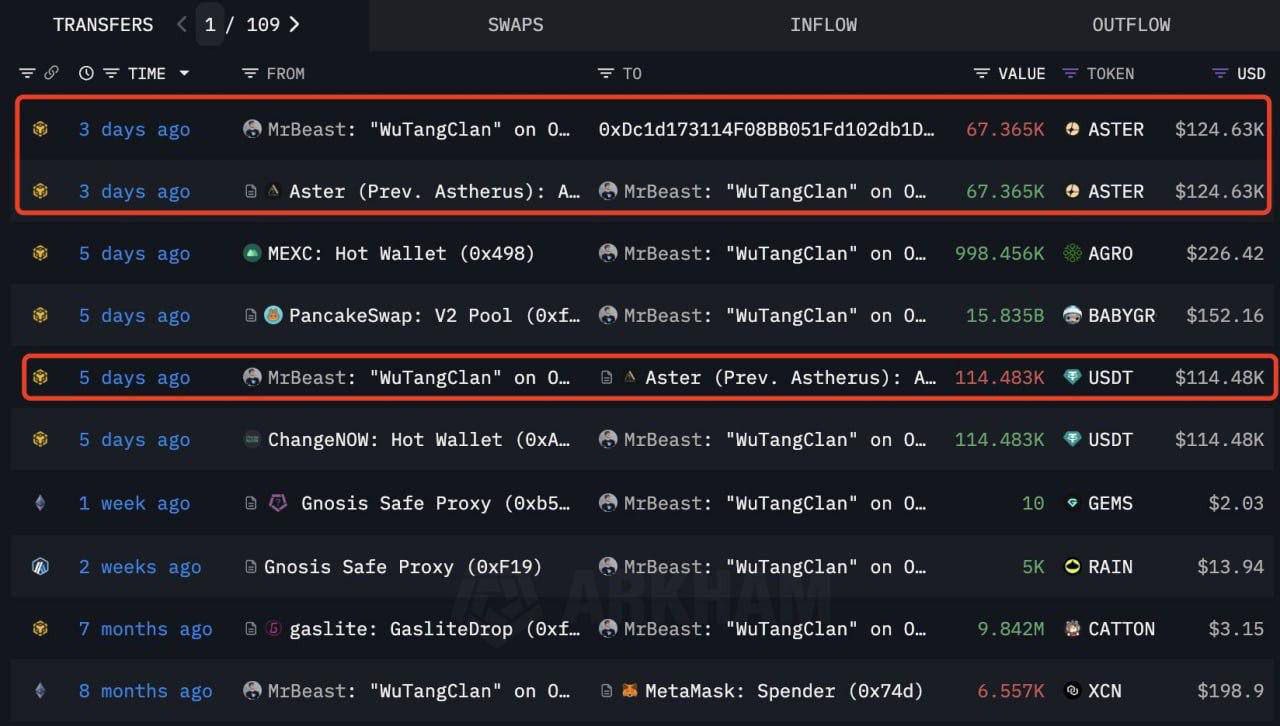 TRANSFERS < 1 / 109 > SWAPS INFLOW OUTFLOW
TIME FROM TO VALUE TOKEN USD
3 days ago MrBeast: "WuTangClan" on O… 0xDc1d173114F08BB051Fd102db1D… 67.365K ASTER $124.63K
3 days ago Aster (Prev. Astherus): A… MrBeast: "WuTangClan" on O… 67.365K ASTER $124.63K
5 days ago MEXC: Hot Wallet (0x498) MrBeast: "WuTangClan" on O… 998.456K AGRO $226.42
5 days ago PancakeSwap: V2 Pool (0xf… MrBeast: "WuTangClan" on O… 15.835B BABYGR $152.16
5 days ago MrBeast: "WuTangClan" on O… Aster (Prev. Astherus): A… 114.483K USDT $114.48K
5 days ago ChangeNOW: Hot Wallet (0xA… MrBeast: "WuTangClan" on O… 114.483K USDT $114.48K
1 week ago Gnosis Safe Proxy (0xb5… MrBeast: "WuTangClan" on O… 10 GEMS $2.03
2 weeks ago Gnosis Safe Proxy (0xF19) MrBeast: "WuTangClan" on O… 5K RAIN $13.94
ARKHAM
7 months ago gaslite: GasliteDrop (0xf… MrBeast: "WuTangClan" on O… 9.842M CATTON $3.15
8 months ago MrBeast: "WuTangClan" on O… MetaMask: Spender (0x74d) 6.557K XCN $198.9